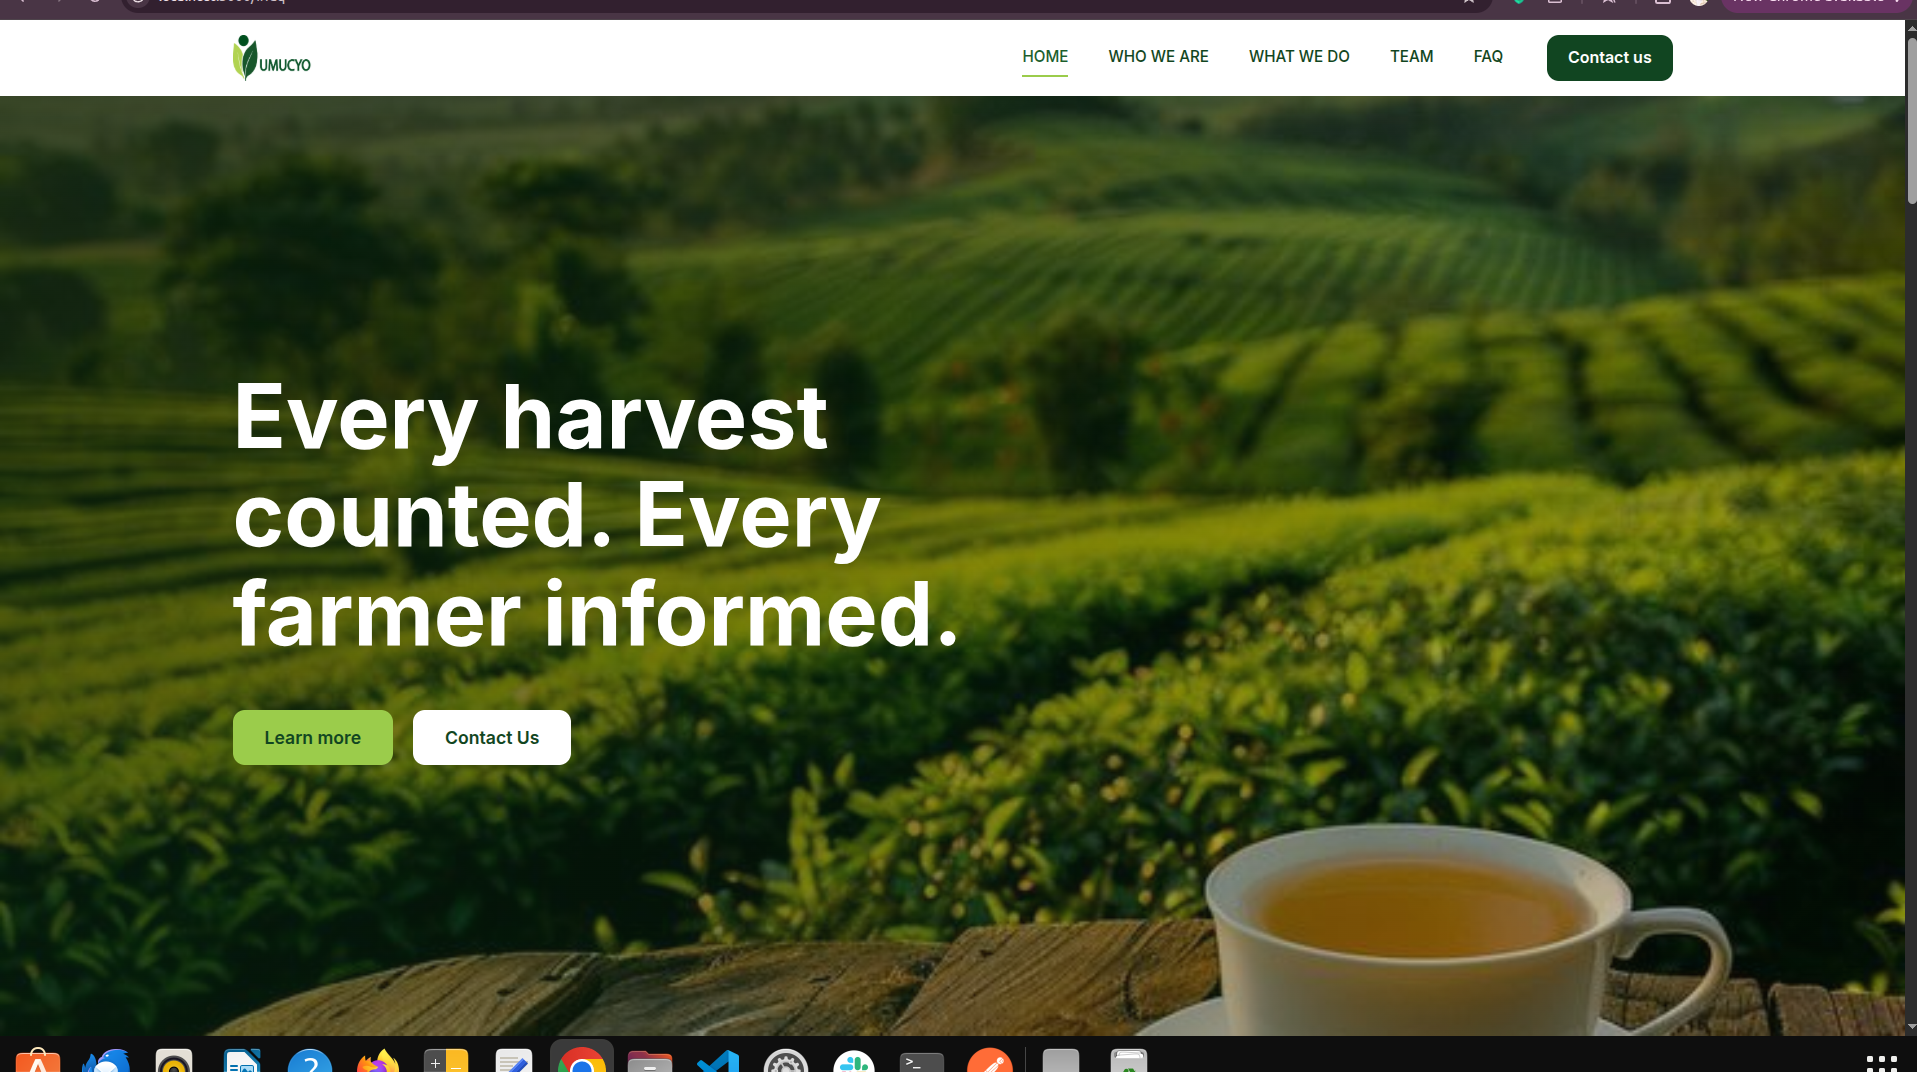 UMUCYO
HOME
WHO WE ARE
WHAT WE DO
TEAM
FAQ
Contact us
Every harvest
counted. Every
farmer informed.
Learn more
Contact Us